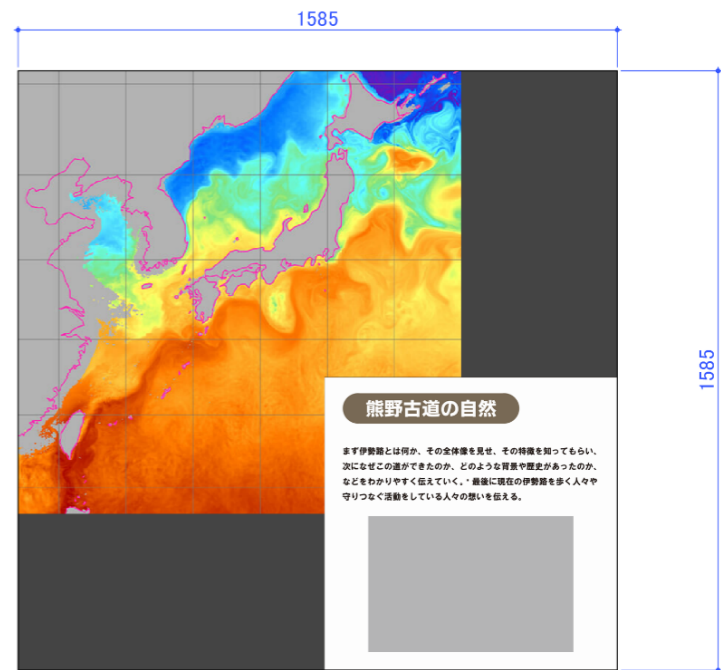 1585
1585
熊野古道の自然
まず伊勢路とは何か、その全体像を見せ、その特徴を知ってもらい、
次になぜこの道ができたのか、どのような背景や歴史があったのか、
などをわかりやすく伝えていく。・最後に現在の伊勢路を歩く人々や
守りつなぐ活動をしている人々の想いを伝える。